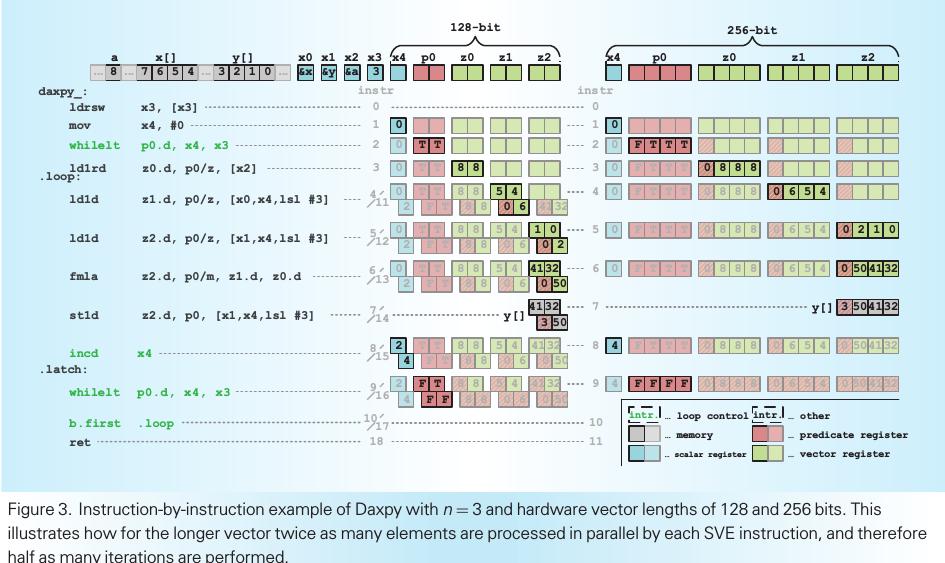 128-bit 256-bit
a x[] y[] x0 x1 x2 x3 x4 p0 z0 z1 z2 x4 p0 z0 z1 z2
... 8 ... 7 6 5 4 ... 3 2 1 0 ... &x &y &a 3
daxpy_: instr instr
ldrsw x3, [x3] 0 0
mov x4, #0 1 0 1 0
whilelt p0.d, x4, x3 2 0 T T 2 0 F T T T
ld1rd z0.d, p0/z, [x2] 3 0 T T 8 8 3 0 F T T T 0 8 8 8
.loop:
ld1d z1.d, p0/z, [x0,x4,lsl #3] 4/11 0 T T 8 8 5 4 4 0 F T T T 0 8 8 8 0 6 5 4
2 F T 8 8 0 6 41 32
ld1d z2.d, p0/z, [x1,x4,lsl #3] 5/12 0 T T 8 8 5 4 1 0 5 0 F T T T 0 8 8 8 0 6 5 4 0 2 1 0
2 F T 8 8 0 6 0 2
fmla z2.d, p0/m, z1.d, z0.d 6/13 0 T T 8 8 5 4 41 32 6 0 F T T T 0 8 8 8 0 6 5 4 0 50 41 32
2 F T 8 8 0 6 0 50
st1d z2.d, p0, [x1,x4,lsl #3] 7/14 y[] 41 32 7 y[] 3 50 41 32
3 50
incd x4 8/15 2 T T 8 8 5 4 41 32 8 4 F T T T 0 8 8 8 0 6 5 4 0 50 41 32
4 F T 8 8 0 6 0 50
.latch:
whilelt p0.d, x4, x3 9/16 2 F T 8 8 5 4 41 32 9 4 F F F F 0 8 8 8 0 6 5 4 0 50 41 32
4 F F 8 8 0 6 0 50
b.first .loop 10/17 10
ret 18 11
intr. ... loop control intr. ... other
... memory ... predicate register
... scalar register ... vector register
Figure 3. Instruction-by-instruction example of Daxpy with n = 3 and hardware vector lengths of 128 and 256 bits. This
illustrates how for the longer vector twice as many elements are processed in parallel by each SVE instruction, and therefore
half as many iterations are performed.